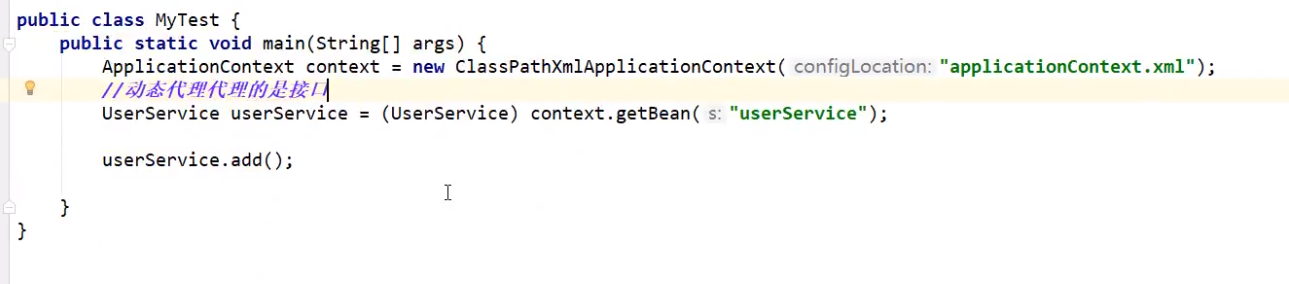 public class MyTest {
public static void main(String[] args) {
ApplicationContext context = new ClassPathXmlApplicationContext( configLocation: "applicationContext.xml");
//动态代理代理的是接口
UserService userService = (UserService) context.getBean( s: "userService");
userService.add();
}
}